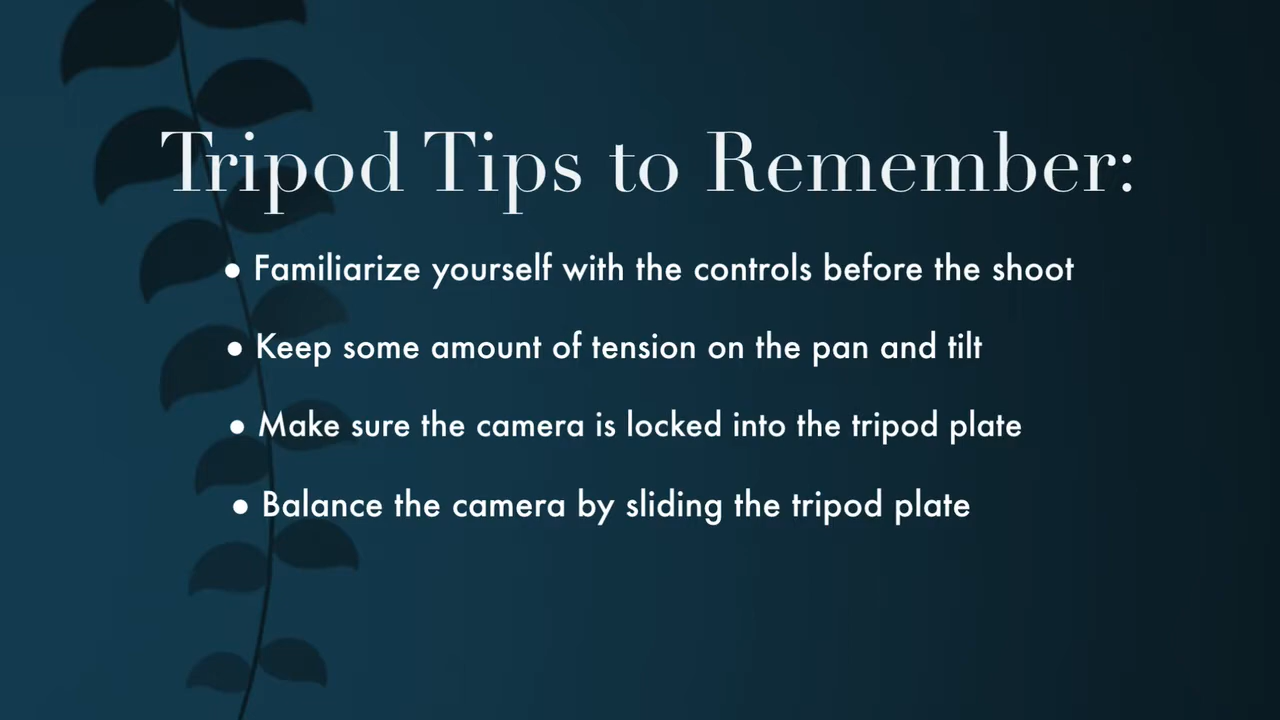 Tripod Tips to Remember:
• Familiarize yourself with the controls before the shoot
• Keep some amount of tension on the pan and tilt
• Make sure the camera is locked into the tripod plate
• Balance the camera by sliding the tripod plate